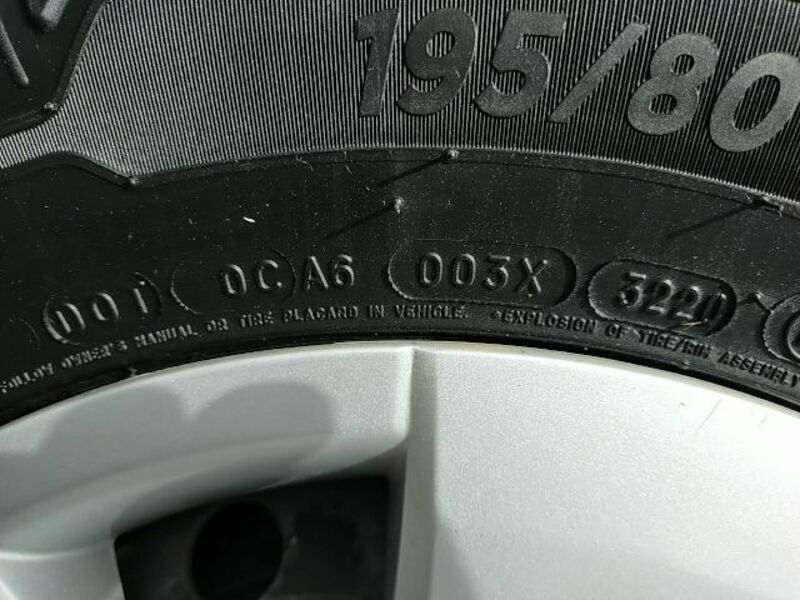 195/80
DOT 0C A6 003X 3220
FOLLOW OWNER'S MANUAL OR TIRE PLACARD IN VEHICLE. *EXPLOSION OF TIRE/RIM ASSEMBLY